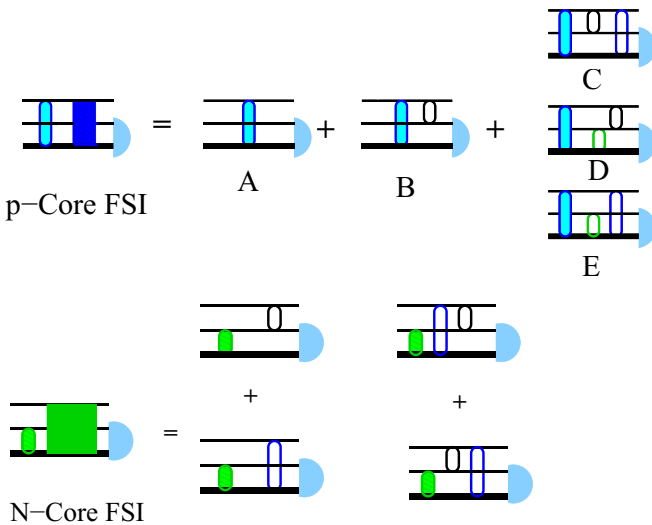 C
= + +
A B D
p−Core FSI
E
+ +
=
N−Core FSI